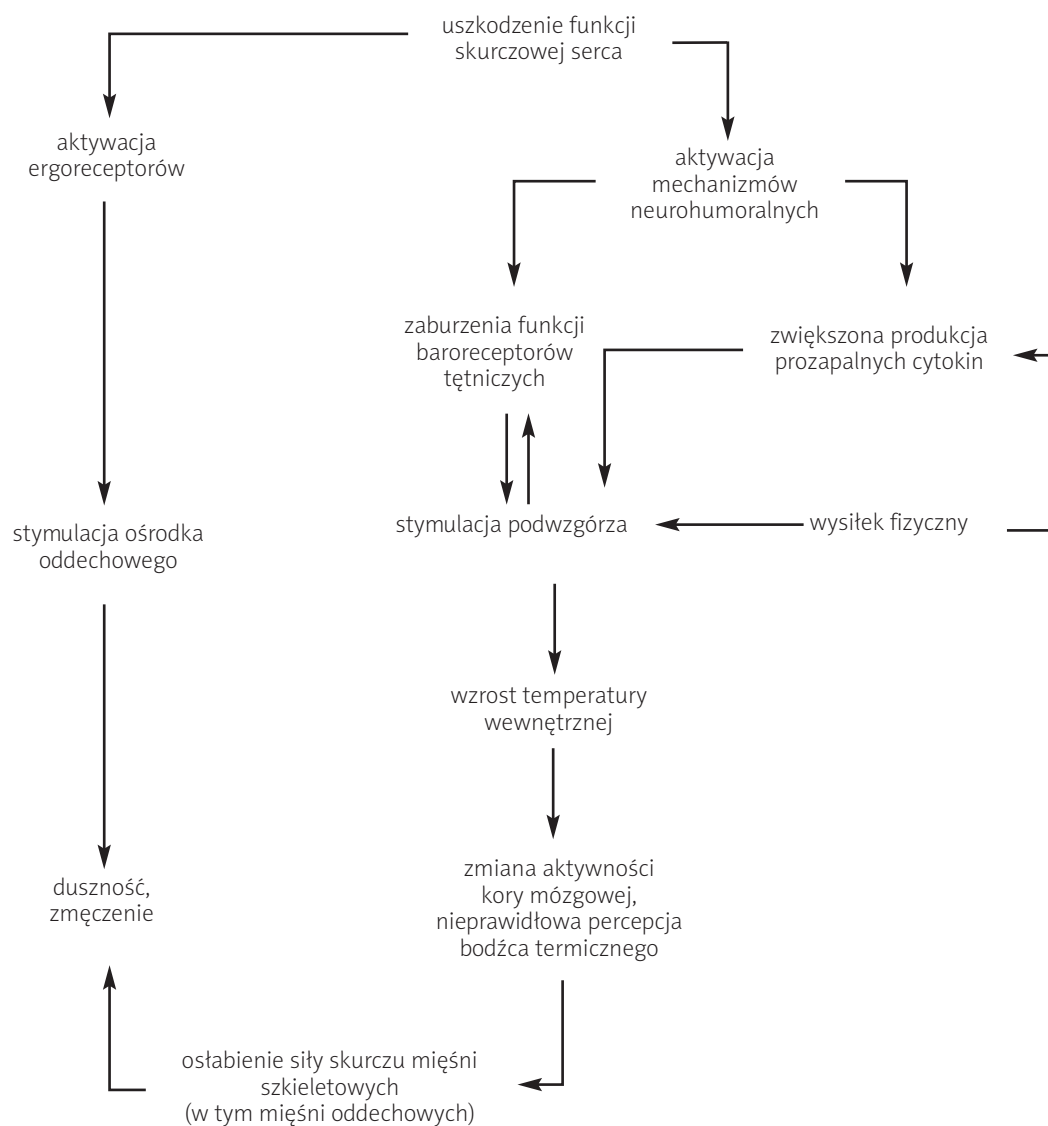 uszkodzenie funkcji
skurczowej serca
aktywacja
ergoreceptorów
aktywacja
mechanizmów
neurohumoralnych
zaburzenia funkcji
baroreceptorów
tętniczych
zwiększona produkcja
prozapalnych cytokin
stymulacja ośrodka
oddechowego
stymulacja podwzgórza
wysiłek fizyczny
wzrost temperatury
wewnętrznej
duszność,
zmęczenie
zmiana aktywności
kory mózgowej,
nieprawidłowa percepcja
bodźca termicznego
osłabienie siły skurczu mięśni
szkieletowych
(w tym mięśni oddechowych)